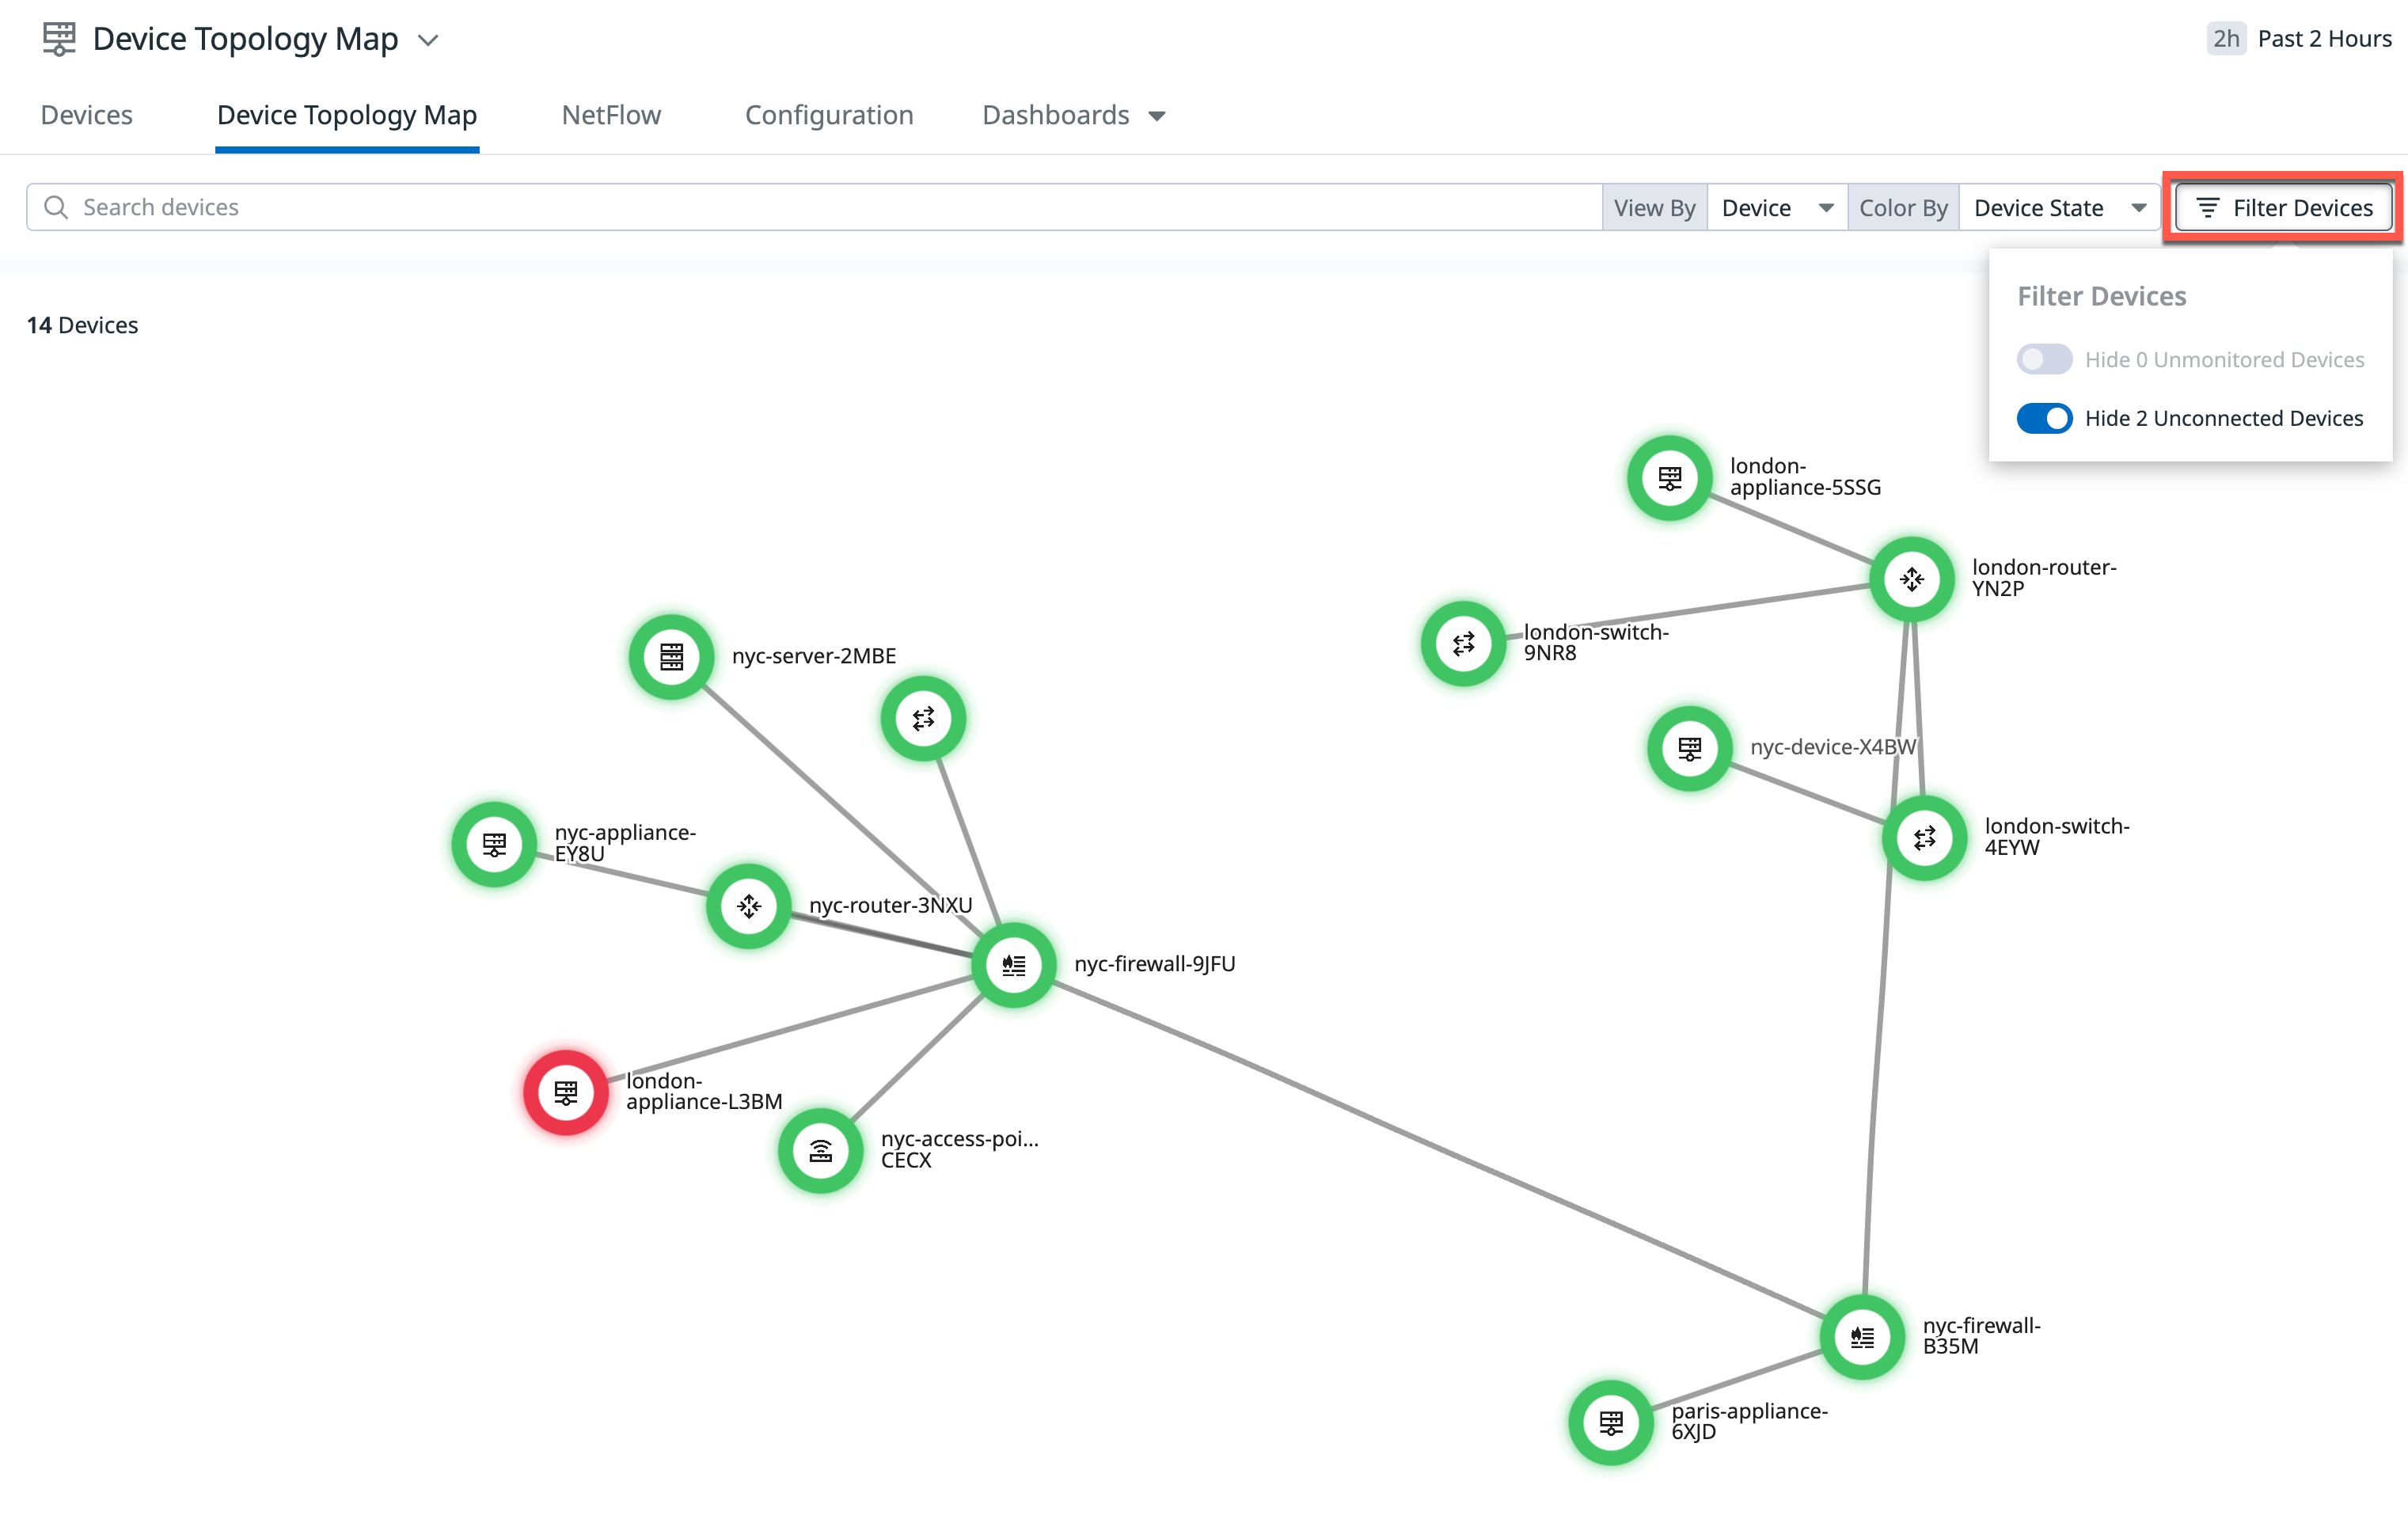 Device Topology Map
2h Past 2 Hours
Devices
Device Topology Map
NetFlow
Configuration
Dashboards
Search devices
View By
Device
Color By
Device State
Filter Devices
Filter Devices
Hide 0 Unmonitored Devices
Hide 2 Unconnected Devices
14 Devices
london-
appliance-5SSG
london-router-
YN2P
london-switch-
9NR8
nyc-server-2MBE
nyc-device-X4BW
nyc-appliance-
EY8U
london-switch-
4EYW
nyc-router-3NXU
nyc-firewall-9JFU
london-
appliance-L3BM
nyc-access-poi...
CECX
nyc-firewall-
B35M
paris-appliance-
6XJD